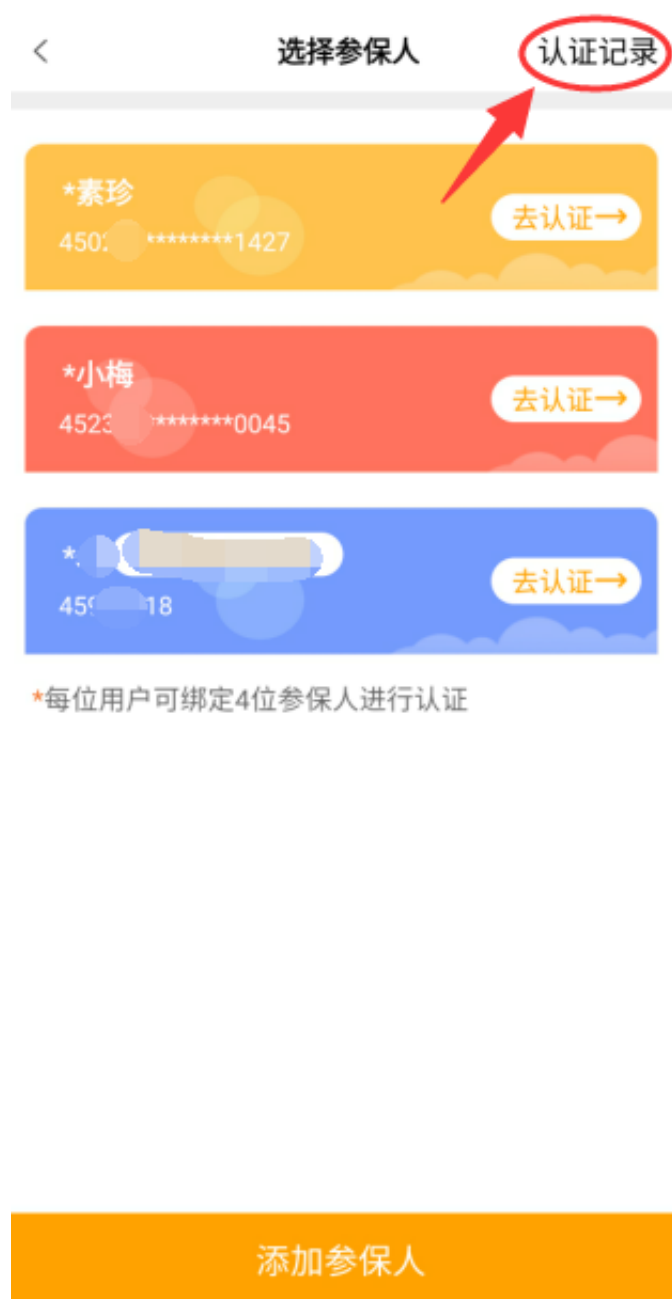 选择参保人
认证记录
*素珍
450 ********1427
去认证→
*小梅
4523 *******0045
去认证→
*
45 18
去认证→
*每位用户可绑定4位参保人进行认证
添加参保人